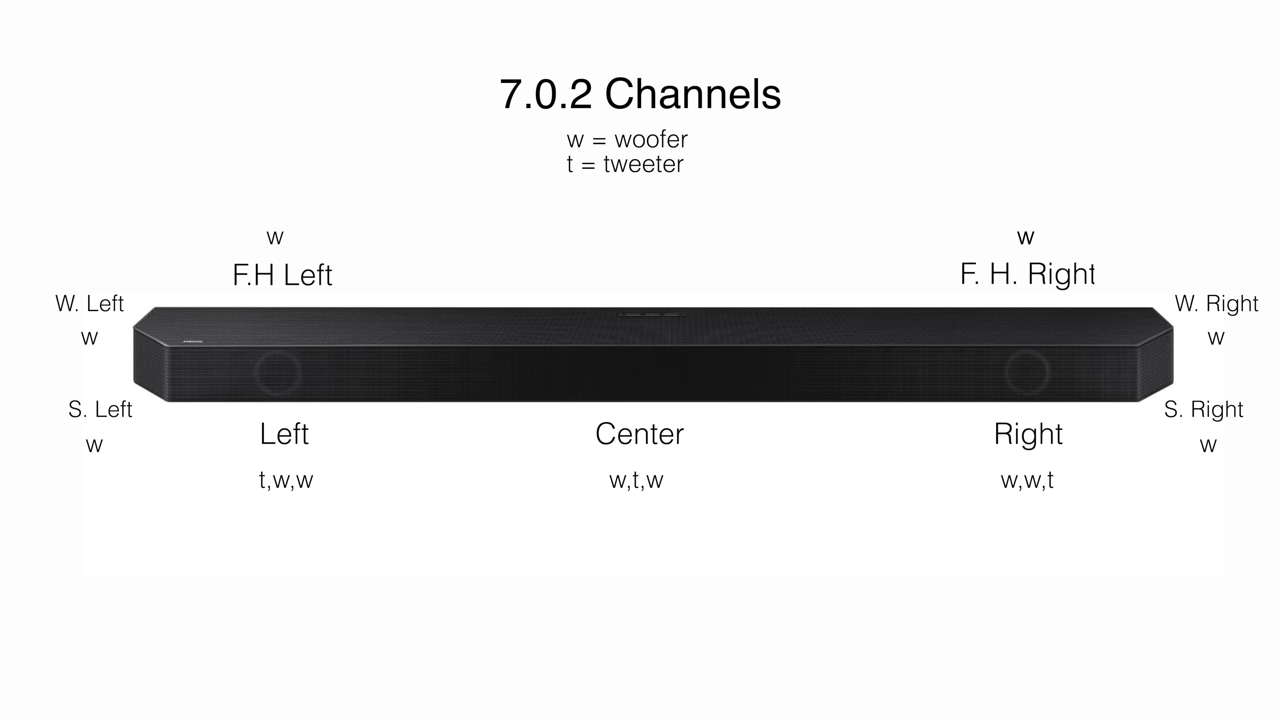 7.0.2 Channels
w = woofer
t = tweeter
w
w
F.H Left
F. H. Right
W. Left
W. Right
w
w
S. Left
S. Right
w
w
Left
Center
Right
t,w,w
w,t,w
w,w,t